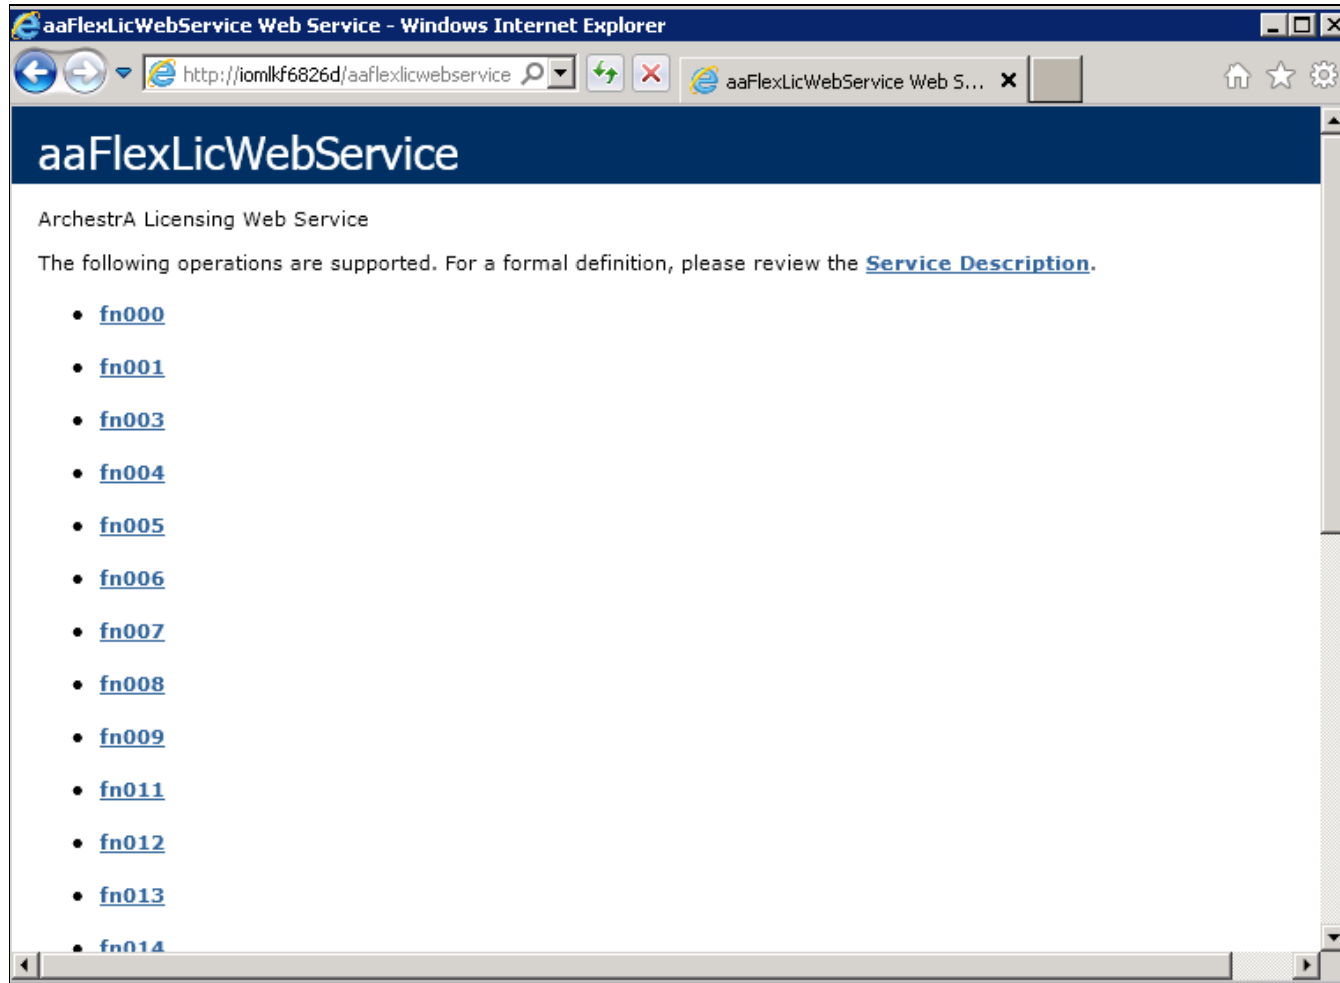 aaFlexLicWebService Web Service - Windows Internet Explorer
http://iomlkf6826d/aaflexlicwebservice
aaFlexLicWebService Web S...
aaFlexLicWebService
ArchestrA Licensing Web Service
The following operations are supported. For a formal definition, please review the Service Description.
fn000
fn001
fn003
fn004
fn005
fn006
fn007
fn008
fn009
fn011
fn012
fn013
fn014